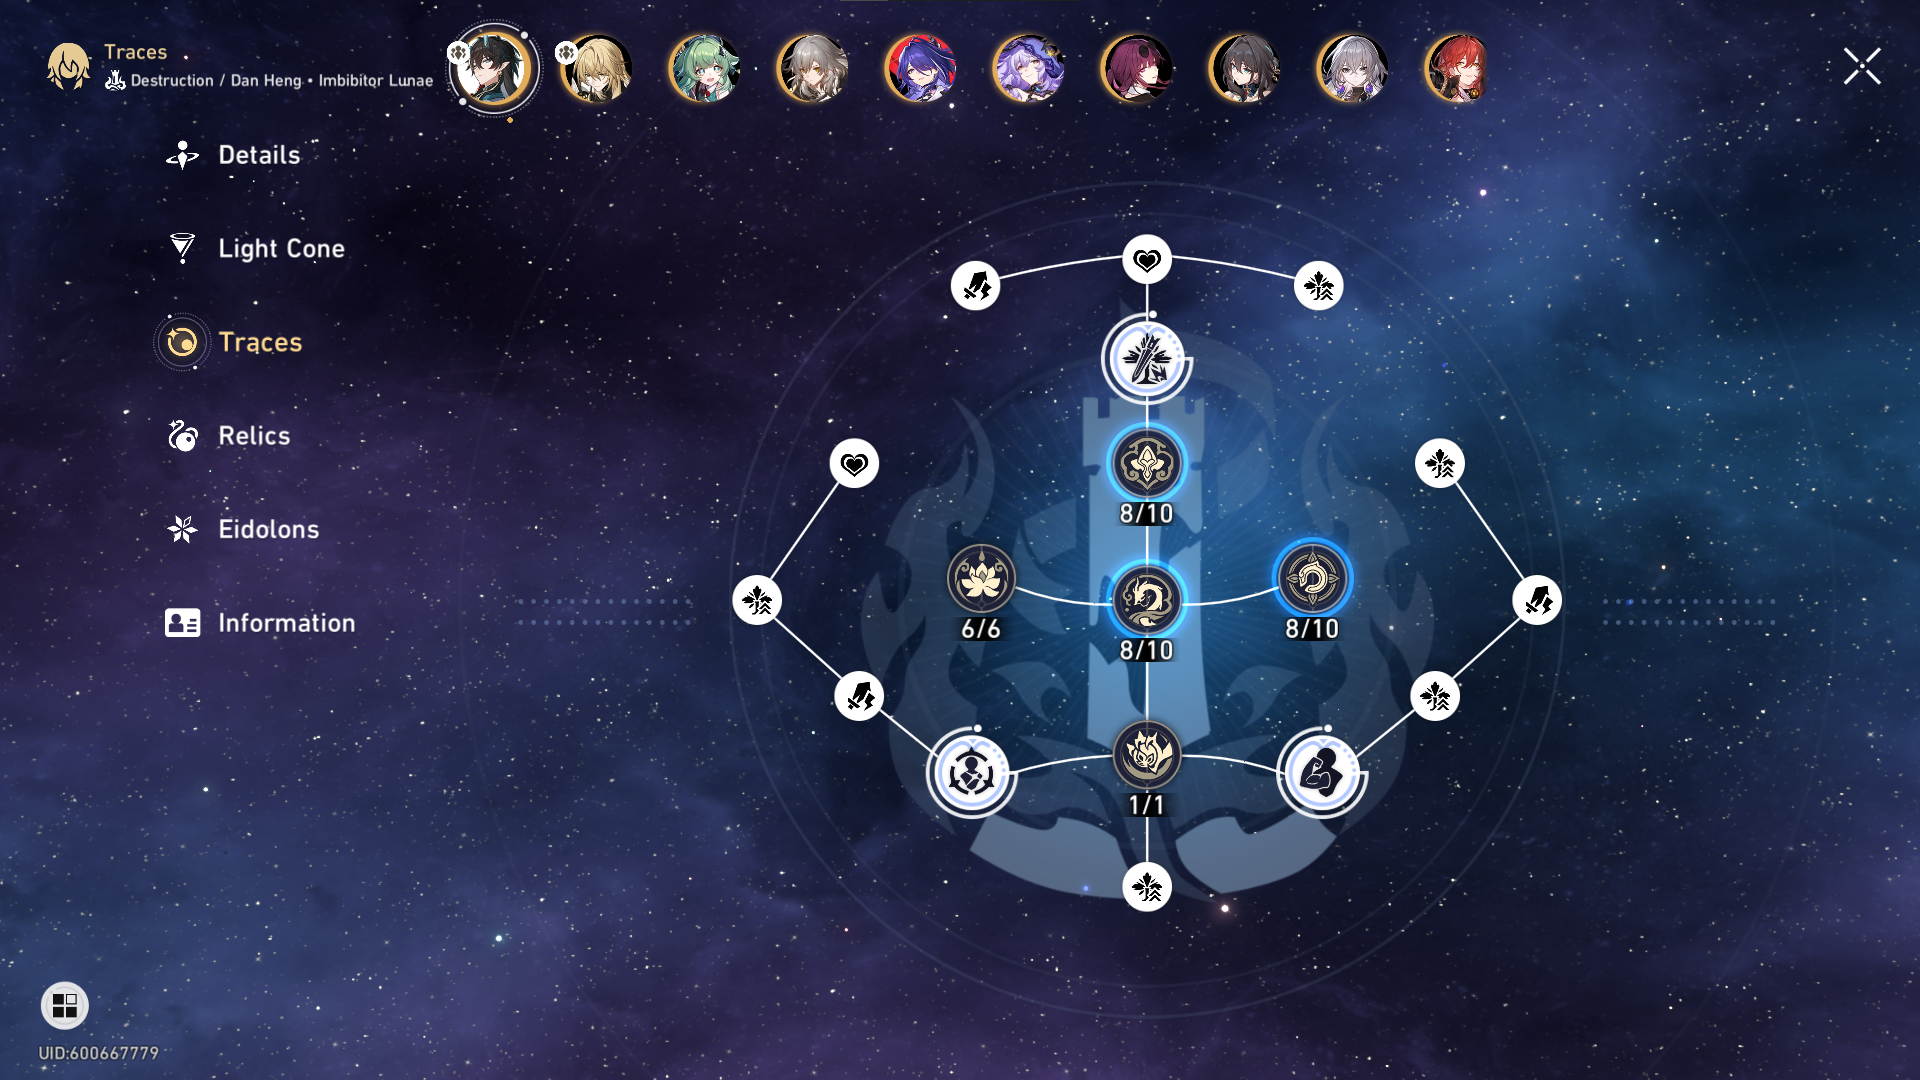 Traces
Destruction / Dan Heng • Imbibitor Lunae
Details
Light Cone
Traces
Relics
Eidolons
Information
8/10
6/6
8/10
8/10
1/1
UID:600667779